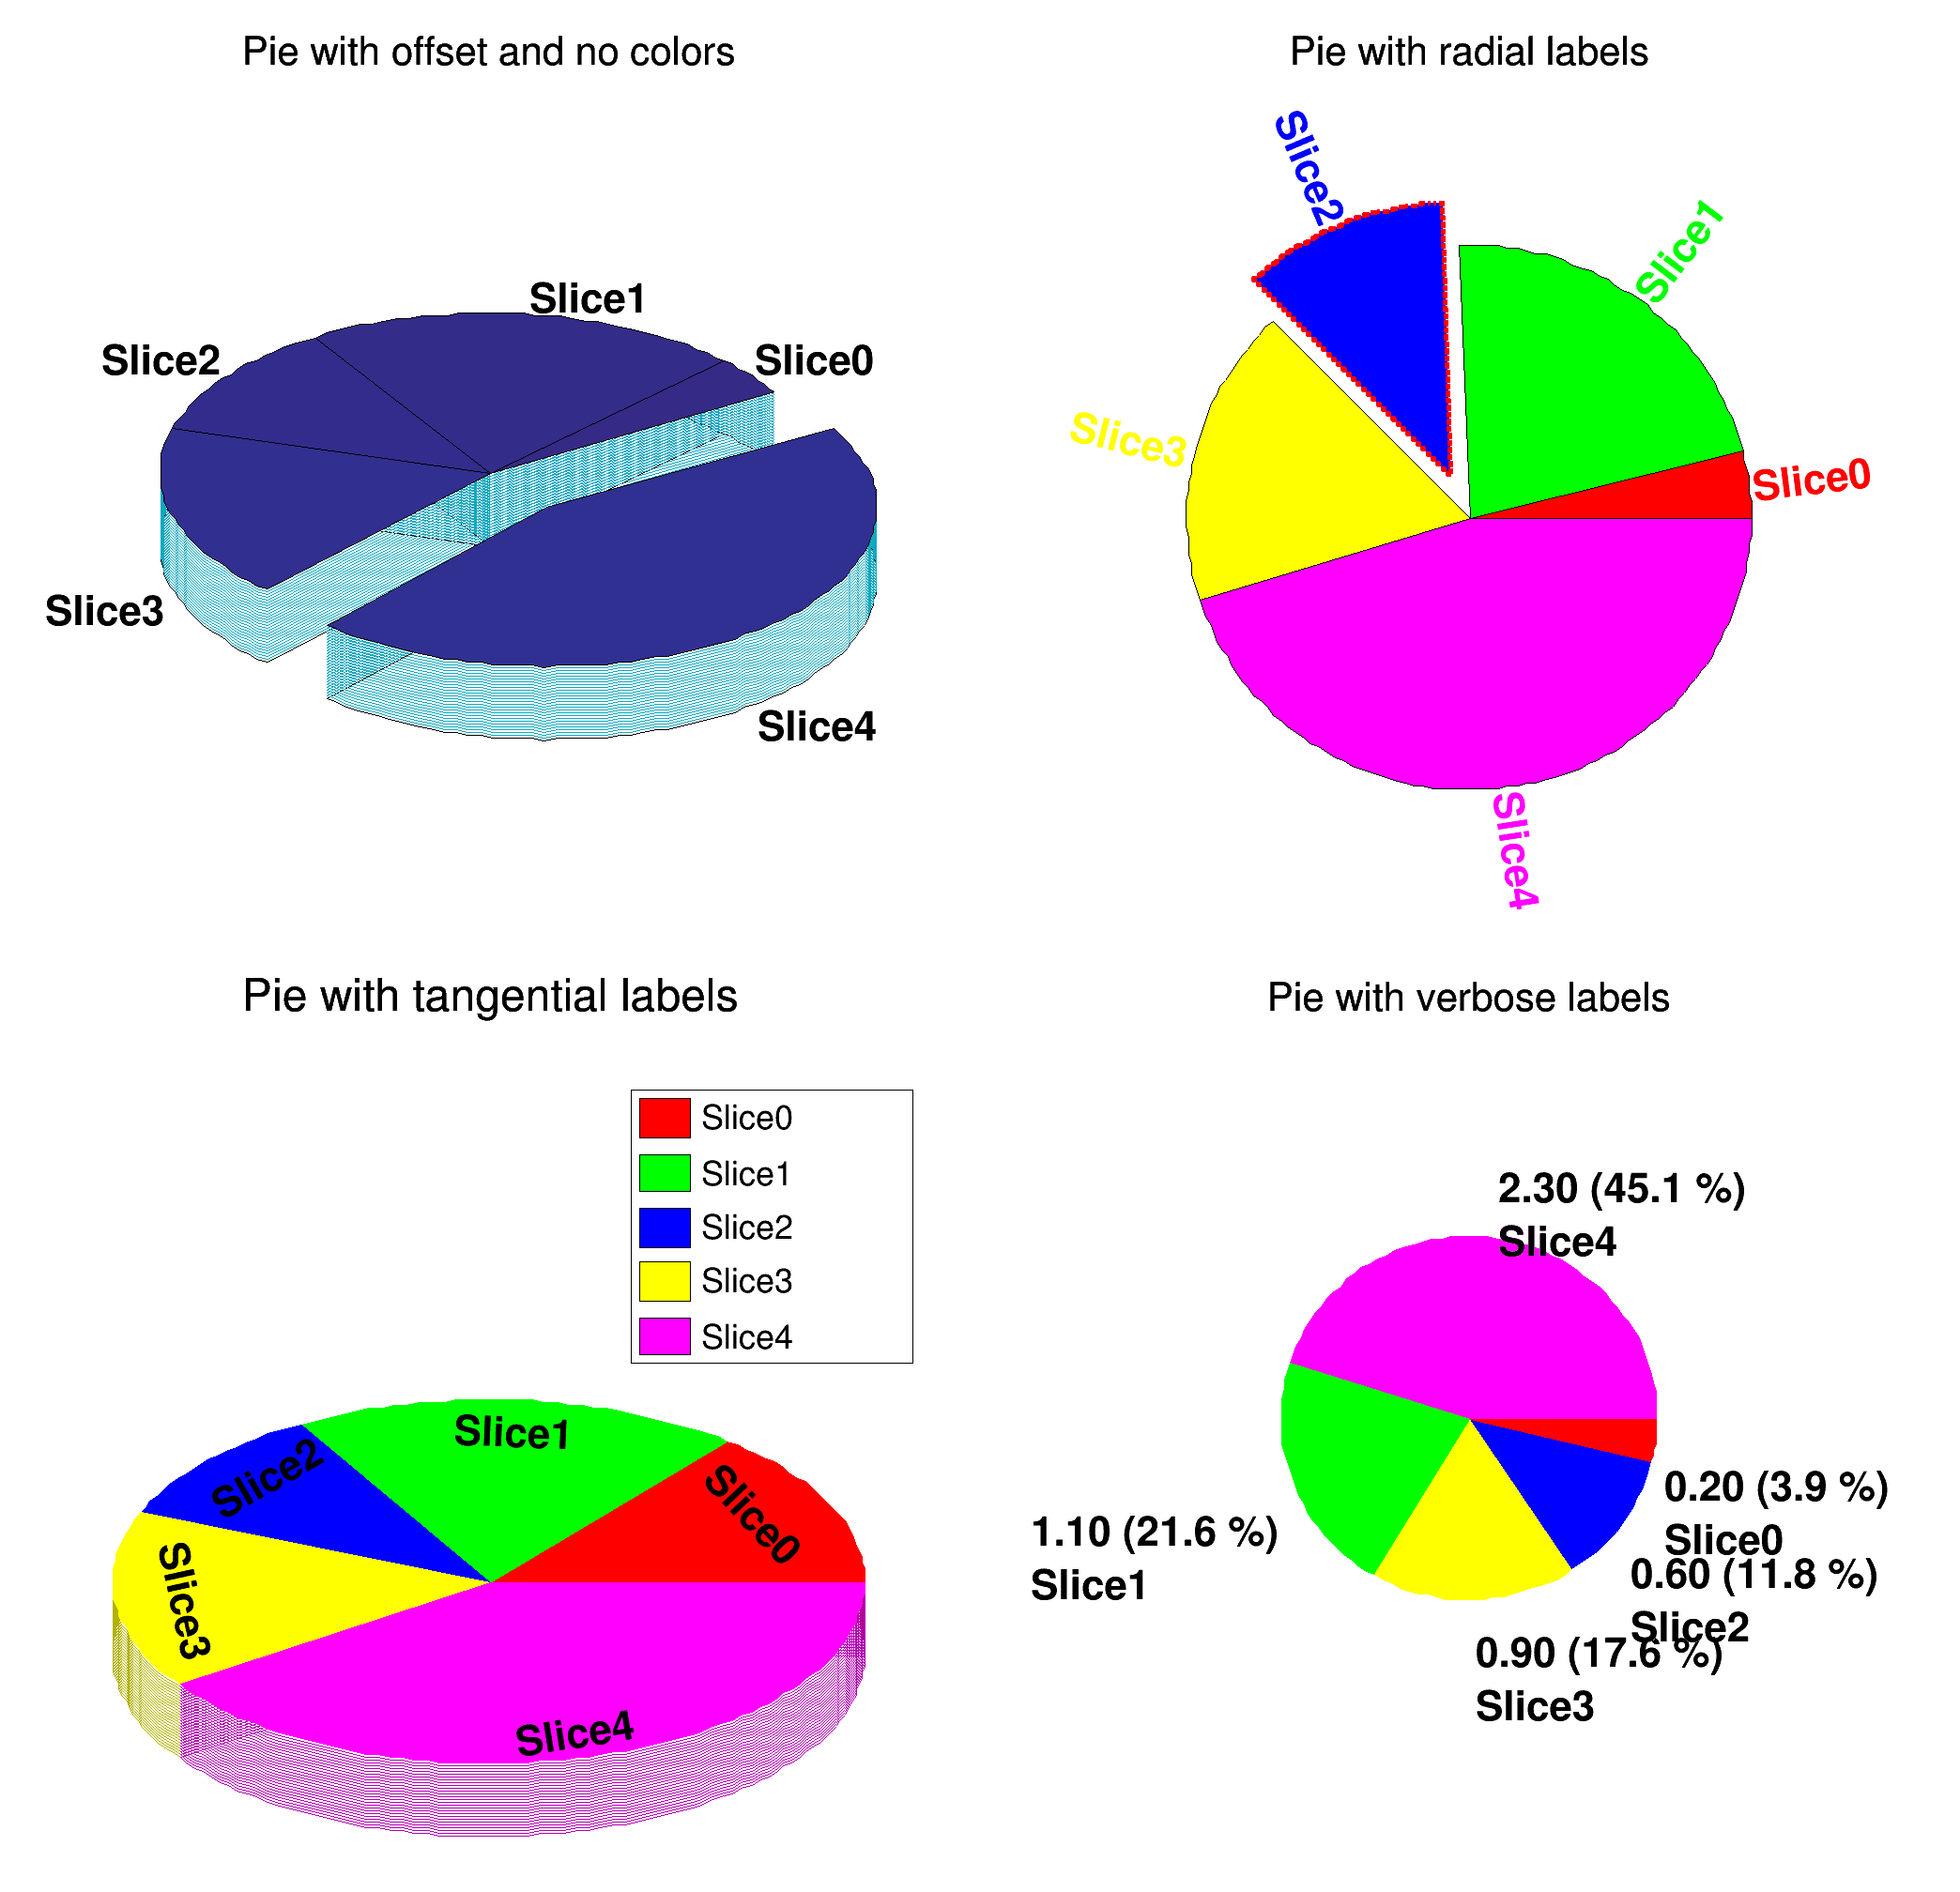 Pie with offset and no colors
Slice1
Slice2
Slice0
Slice3
Slice4
Pie with radial labels
Slice2
Slice1
Slice3
Slice0
Slice4
Pie with tangential labels
Slice0
Slice1
Slice2
Slice3
Slice4
Slice1
Slice2
Slice0
Slice3
Slice4
Pie with verbose labels
2.30 (45.1 %)
Slice4
0.20 (3.9 %)
Slice0
1.10 (21.6 %)
Slice1
0.60 (11.8 %)
Slice2
0.90 (17.6 %)
Slice3